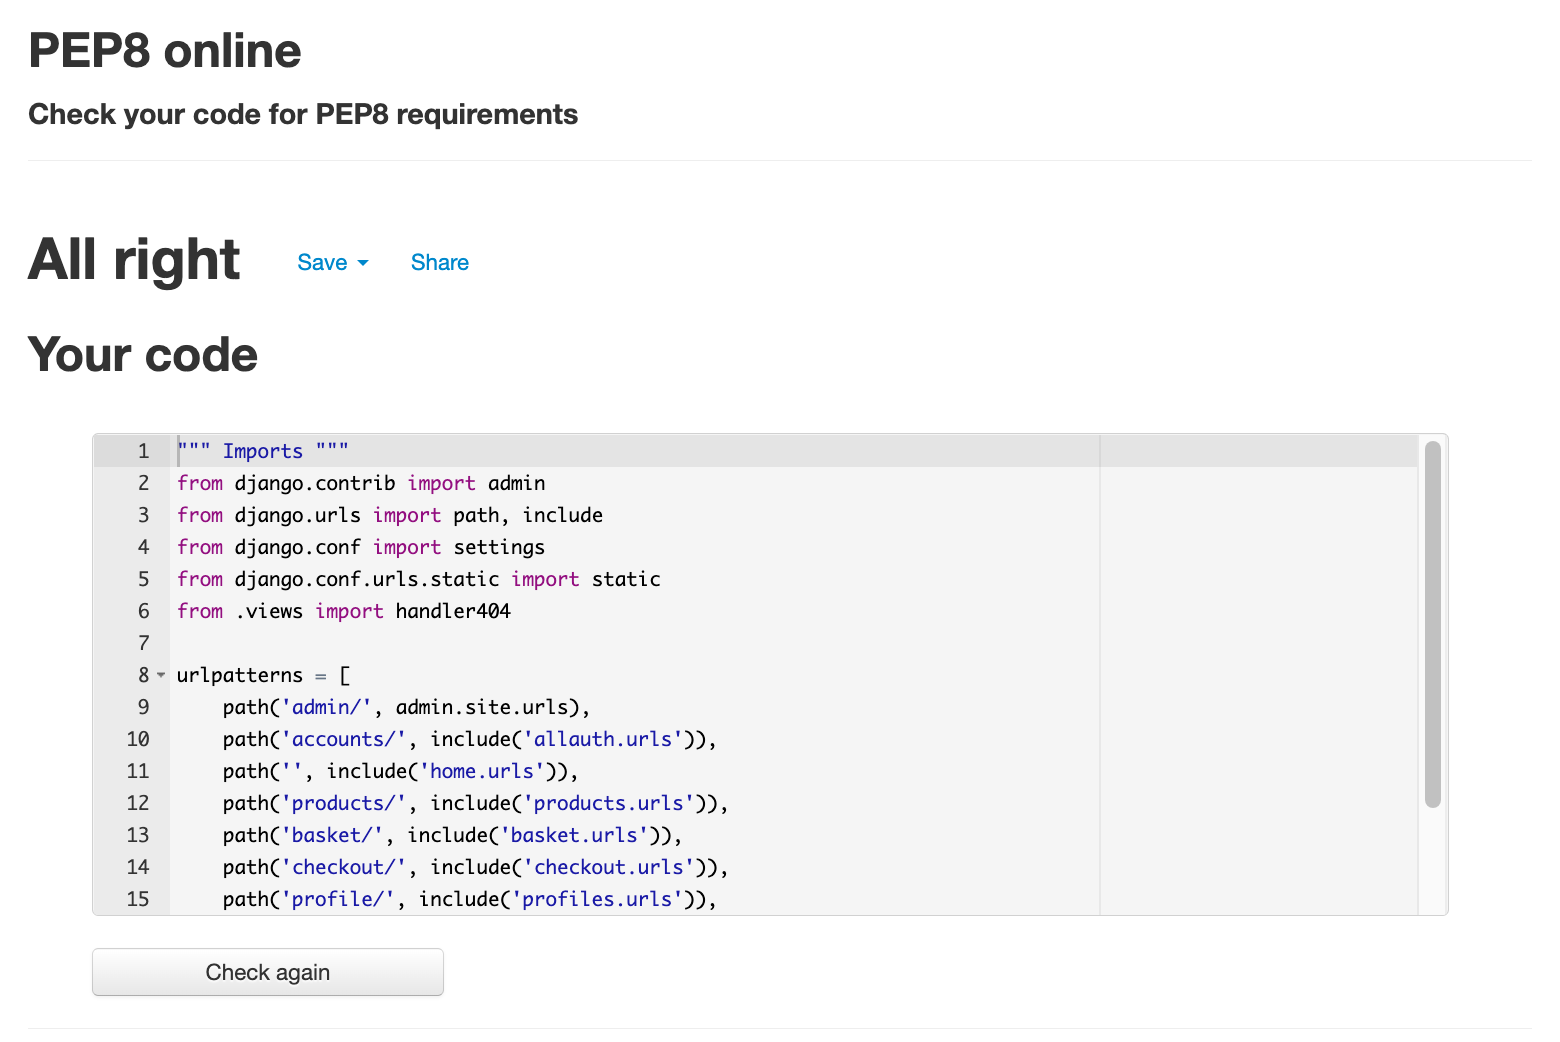 PEP8 online
Check your code for PEP8 requirements
All right Save Share
Your code
1 """ Imports """
2 from django.contrib import admin
3 from django.urls import path, include
4 from django.conf import settings
5 from django.conf.urls.static import static
6 from .views import handler404
7
8 urlpatterns = [
9     path('admin/', admin.site.urls),
10     path('accounts/', include('allauth.urls')),
11     path('', include('home.urls')),
12     path('products/', include('products.urls')),
13     path('basket/', include('basket.urls')),
14     path('checkout/', include('checkout.urls')),
15     path('profile/', include('profiles.urls')),
Check again